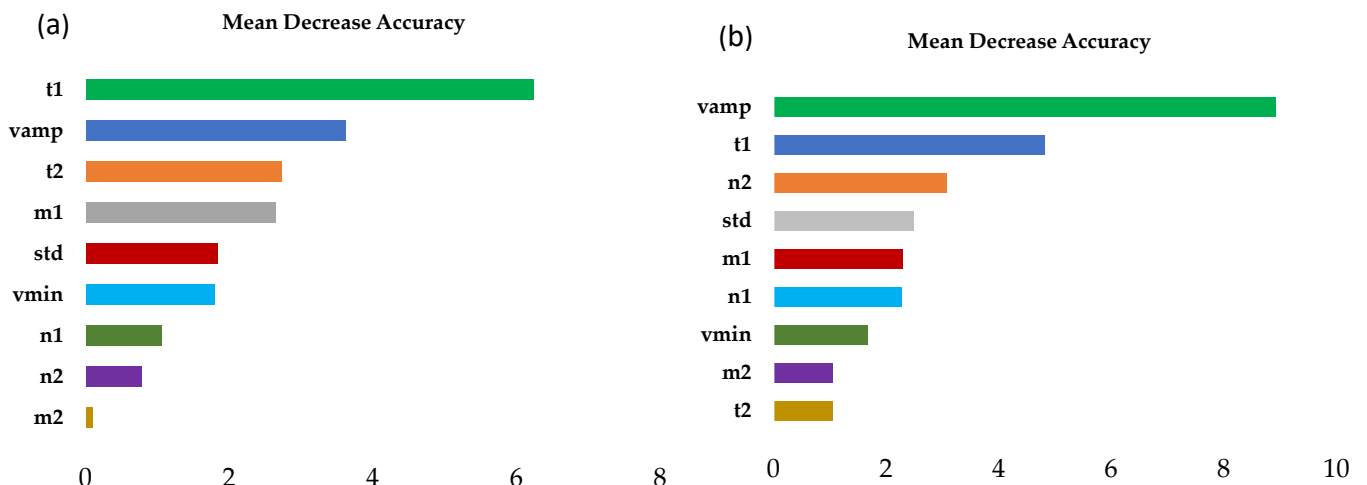 (a)
Mean Decrease Accuracy
t1
vamp
t2
m1
std
vmin
n1
n2
m2
0 2 4 6 8
(b)
Mean Decrease Accuracy
vamp
t1
n2
std
m1
n1
vmin
m2
t2
0 2 4 6 8 10